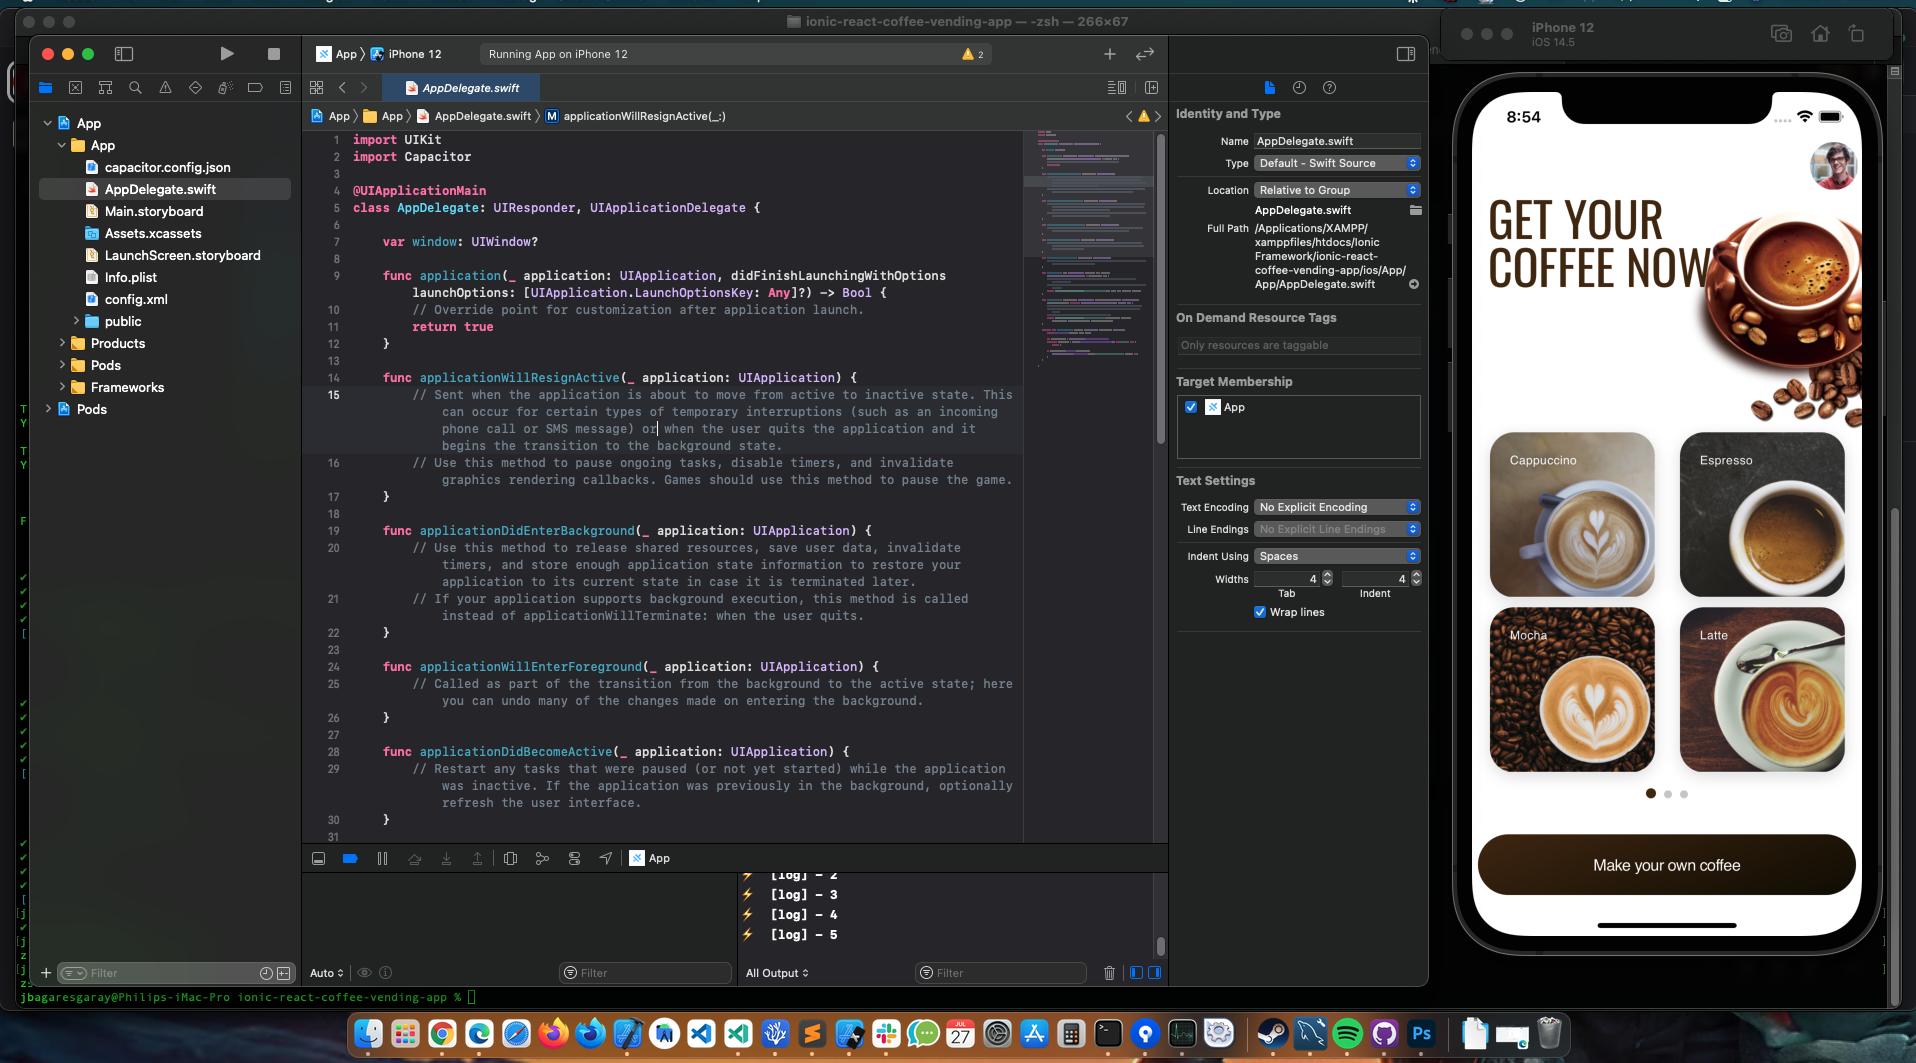 ionic-react-coffee-vending-app — -zsh — 266×67
App
iPhone 12
Running App on iPhone 12
2
AppDelegate.swift
App
App
AppDelegate.swift
M
applicationWillResignActive(_:)
App
App
capacitor.config.json
AppDelegate.swift
Main.storyboard
Assets.xcassets
LaunchScreen.storyboard
Info.plist
config.xml
public
Products
Pods
Frameworks
Pods
Filter
1 import UIKit
2 import Capacitor
3
4 @UIApplicationMain
5 class AppDelegate: UIResponder, UIApplicationDelegate {
6
7 var window: UIWindow?
8
9 func application(_ application: UIApplication, didFinishLaunchingWithOptions
launchOptions: [UIApplication.LaunchOptionsKey: Any]?) -> Bool {
10 // Override point for customization after application launch.
11 return true
12 }
13
14 func applicationWillResignActive(_ application: UIApplication) {
15 // Sent when the application is about to move from active to inactive state. This
can occur for certain types of temporary interruptions (such as an incoming
phone call or SMS message) or when the user quits the application and it
begins the transition to the background state.
16 // Use this method to pause ongoing tasks, disable timers, and invalidate
graphics rendering callbacks. Games should use this method to pause the game.
17 }
18
19 func applicationDidEnterBackground(_ application: UIApplication) {
20 // Use this method to release shared resources, save user data, invalidate
timers, and store enough application state information to restore your
application to its current state in case it is terminated later.
21 // If your application supports background execution, this method is called
instead of applicationWillTerminate: when the user quits.
22 }
23
24 func applicationWillEnterForeground(_ application: UIApplication) {
25 // Called as part of the transition from the background to the active state; here
you can undo many of the changes made on entering the background.
26 }
27
28 func applicationDidBecomeActive(_ application: UIApplication) {
29 // Restart any tasks that were paused (or not yet started) while the application
was inactive. If the application was previously in the background, optionally
refresh the user interface.
30 }
31
App
[log] - 2
[log] - 3
[log] - 4
[log] - 5
Auto
Filter
All Output
Filter
Identity and Type
Name AppDelegate.swift
Type Default - Swift Source
Location Relative to Group
AppDelegate.swift
Full Path /Applications/XAMPP/
xamppfiles/htdocs/Ionic
Framework/ionic-react-
coffee-vending-app/ios/App/
App/AppDelegate.swift
On Demand Resource Tags
Only resources are taggable
Target Membership
App
Text Settings
Text Encoding No Explicit Encoding
Line Endings No Explicit Line Endings
Indent Using Spaces
Widths 4 4
Tab Indent
Wrap lines
iPhone 12
iOS 14.5
8:54
GET YOUR
COFFEE NOW
Cappuccino
Espresso
Mocha
Latte
Make your own coffee
jbagaresgaray@Philips-iMac-Pro ionic-react-coffee-vending-app %
JUL
27
Ps